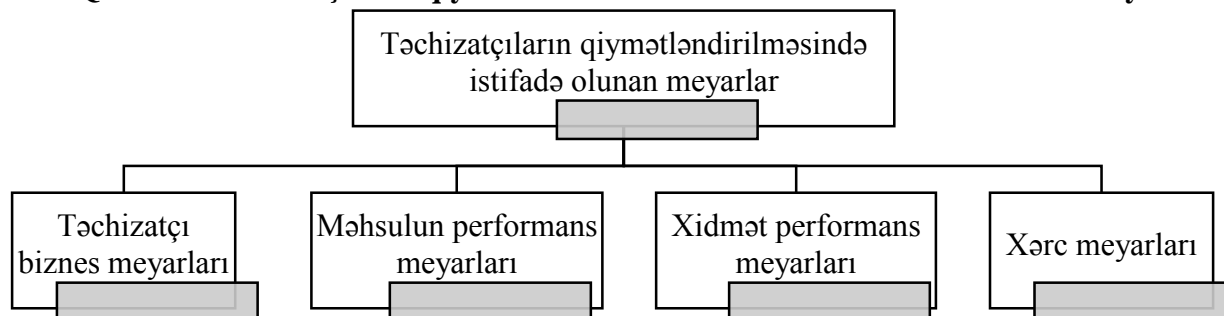 Təchizatçıların qiymətləndirilməsində
istifadə olunan meyarlar
Təchizatçı
biznes meyarları
Məhsulun performans
meyarları
Xidmət performans
meyarları
Xərc meyarları